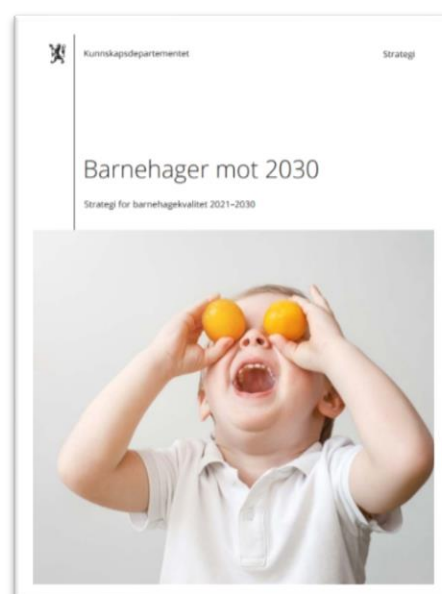 Kunnskapsdepartementet
Strategi
Barnehager mot 2030
Strategi for barnehagekvalitet 2021–2030